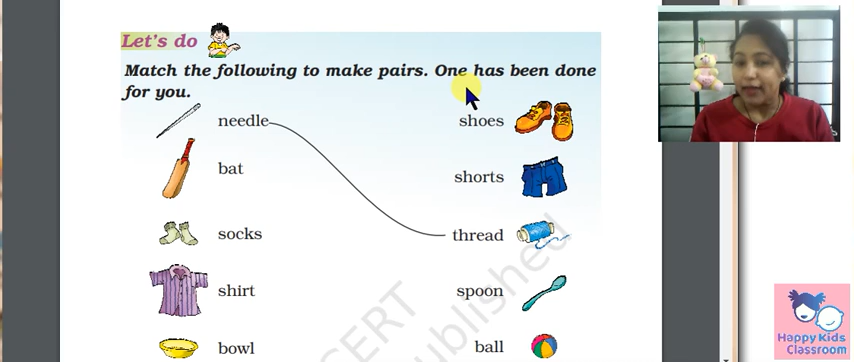 Let's do
Match the following to make pairs. One has been done
for you.
needle
shoes
bat
shorts
socks
thread
shirt
spoon
bowl
ball
Happy Kids
Classroom